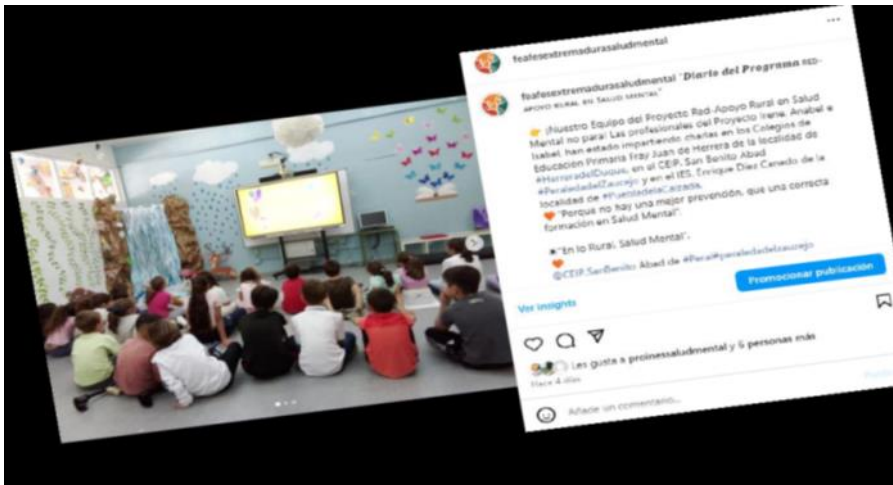 feafesextremadurasaludmental
feafesextremadurasaludmental "Diario del Programa RED-
APOYO RURAL EN SALUD MENTAL"
👉 ¡Nuestro Equipo del Proyecto Red-Apoyo Rural en Salud
Mental no para! Las profesionales del Proyecto Irene, Anabel e
Isabel, han estado impartiendo charlas en los Colegios de
Educación Primaria Fray Juan de Herrera de la localidad de
#HerreradelDuque, en el CEIP. San Benito Abad
#PeraledadelZaucejo y en el IES. Enrique Díez Canedo de la
localidad de #PuebladelaCalzada.
🧡 "Porque no hay una mejor prevención, que una correcta
formación en Salud Mental".
☀"En lo Rural, Salud Mental".
🧡
@CEIP.SanBenito Abad de #Peral#peraledadelzaucejo
Ver insights
Promocionar publicación
Les gusta a proinessaludmental y 6 personas más
Hace 4 días
Añade un comentario...